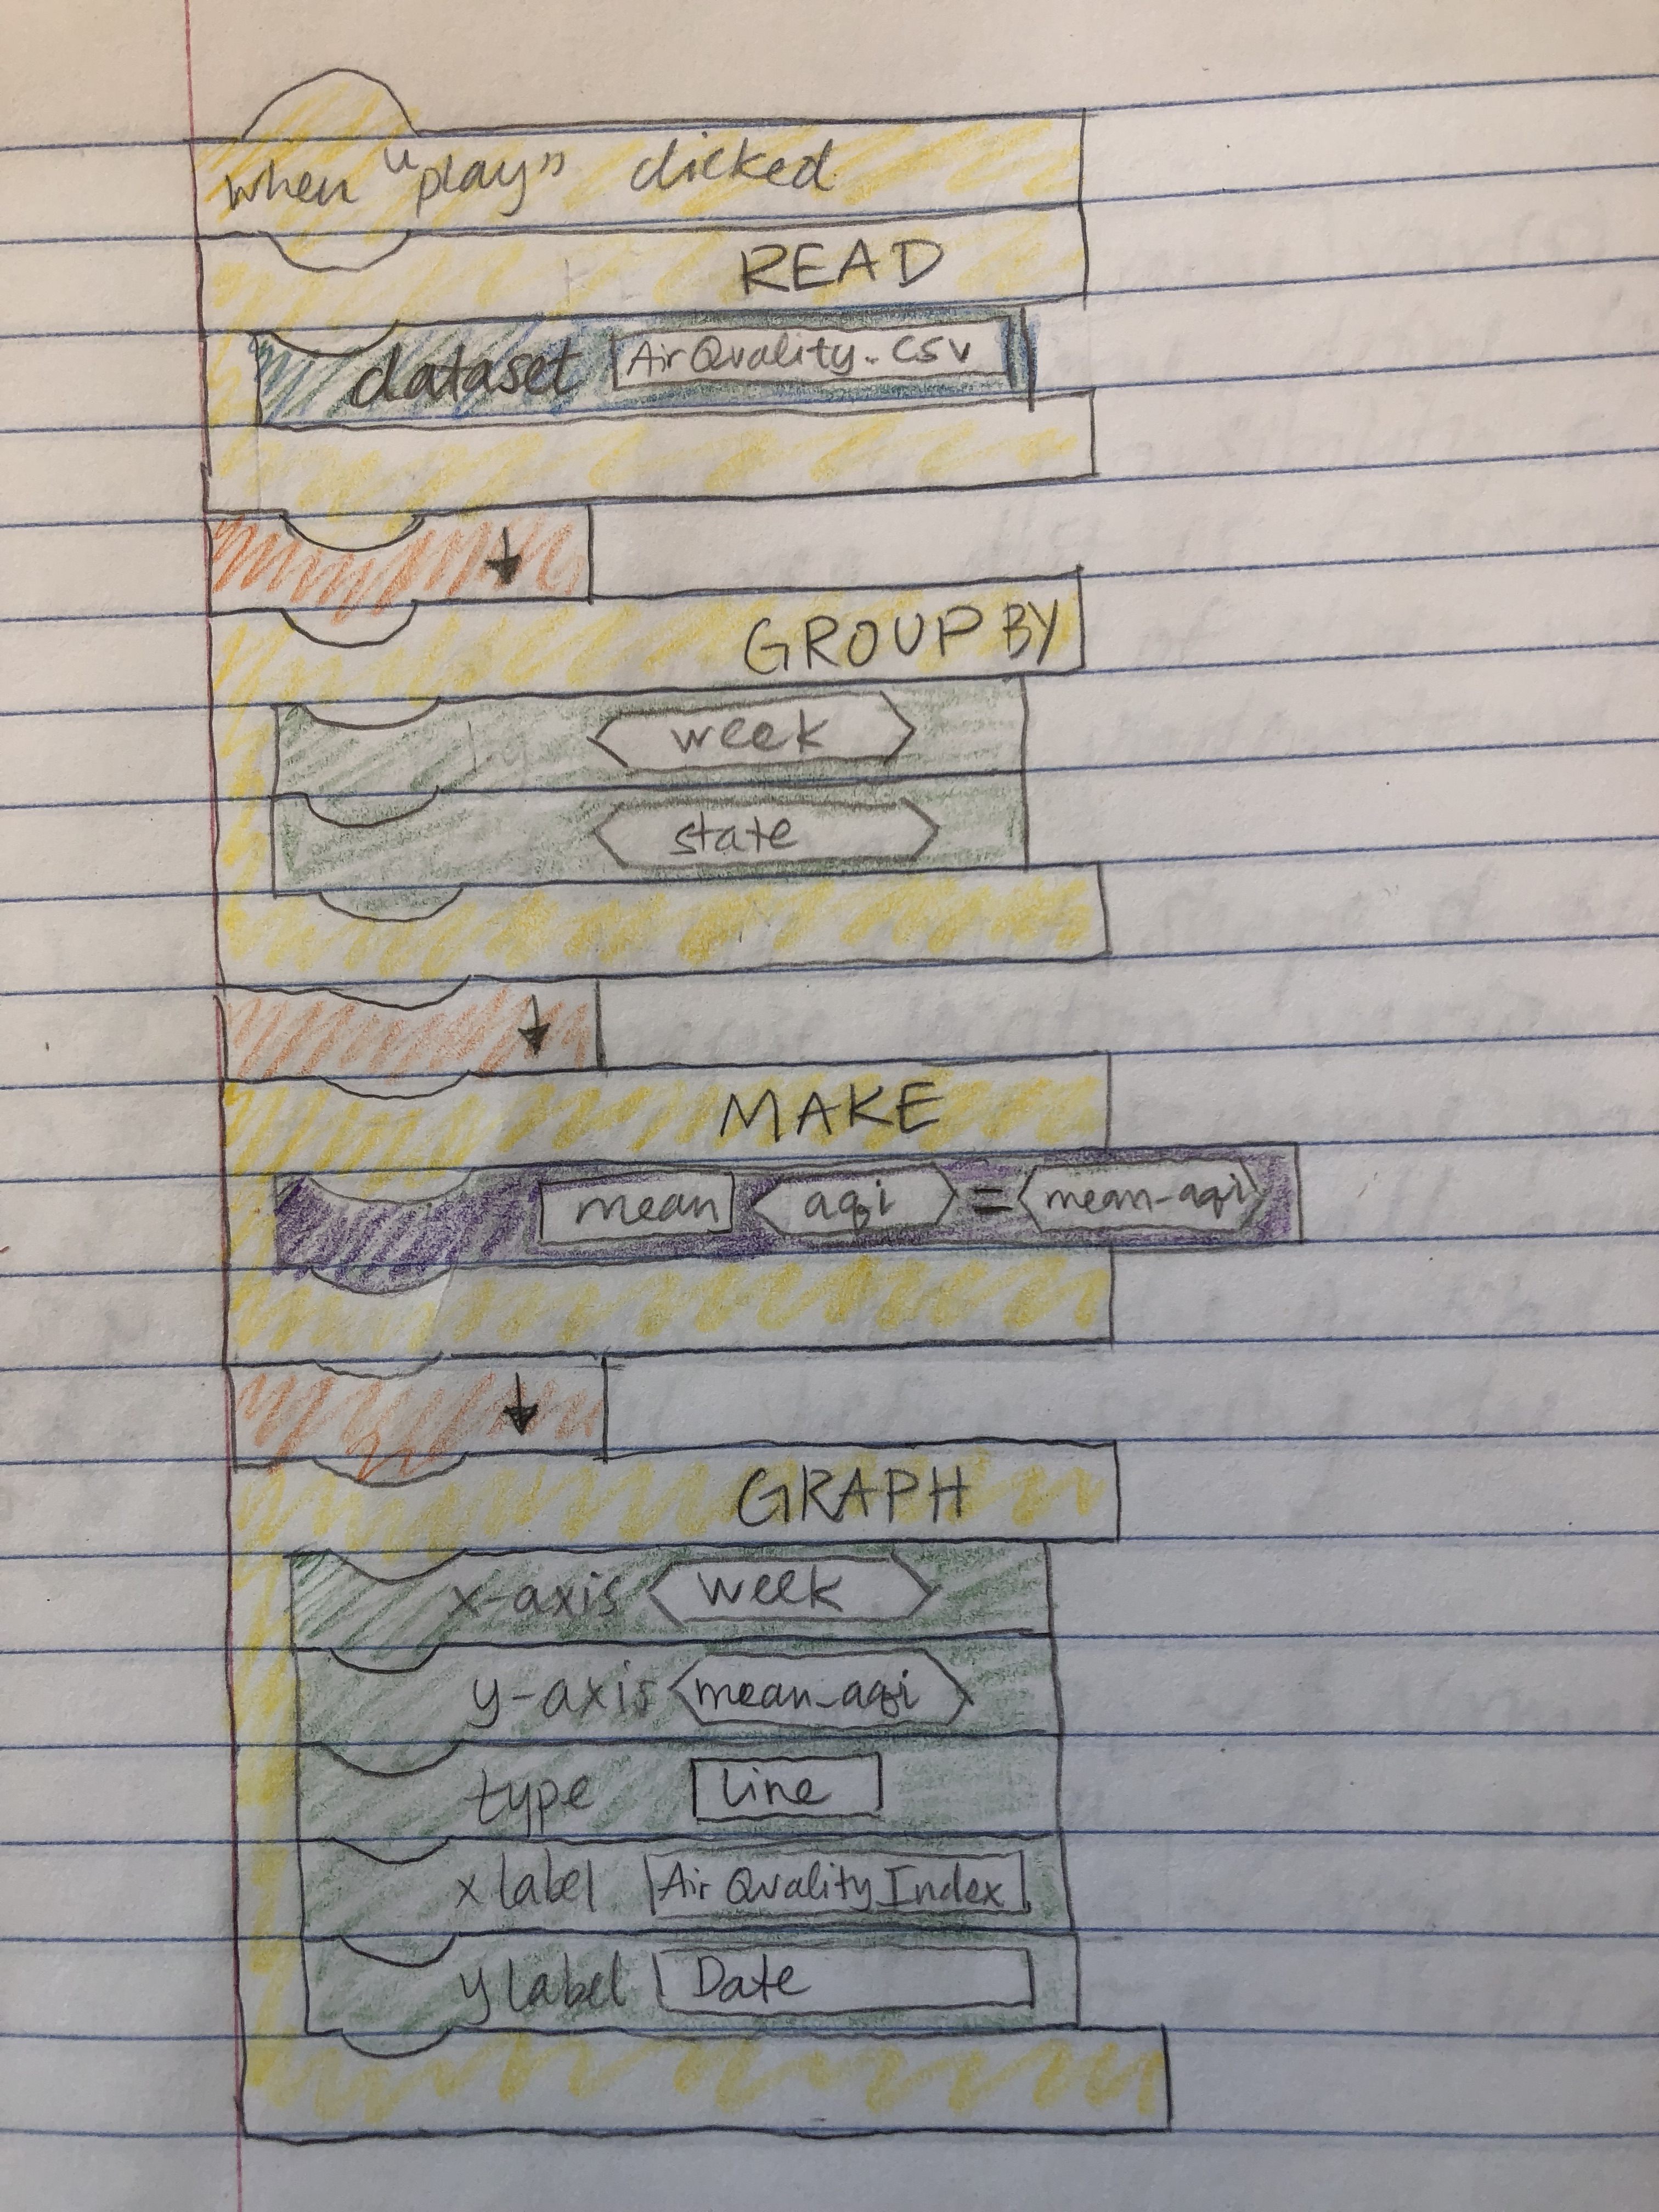 when "play" clicked
READ
dataset AirQuality.csv
↓
GROUP BY
week
state
↓
MAKE
mean aqi = mean-aqi
↓
GRAPH
x-axis week
y-axis mean_aqi
type Line
x label Air Quality Index
y label Date